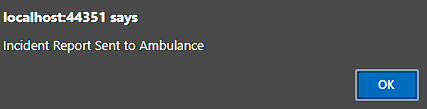 localhost:44351 says
Incident Report Sent to Ambulance
OK